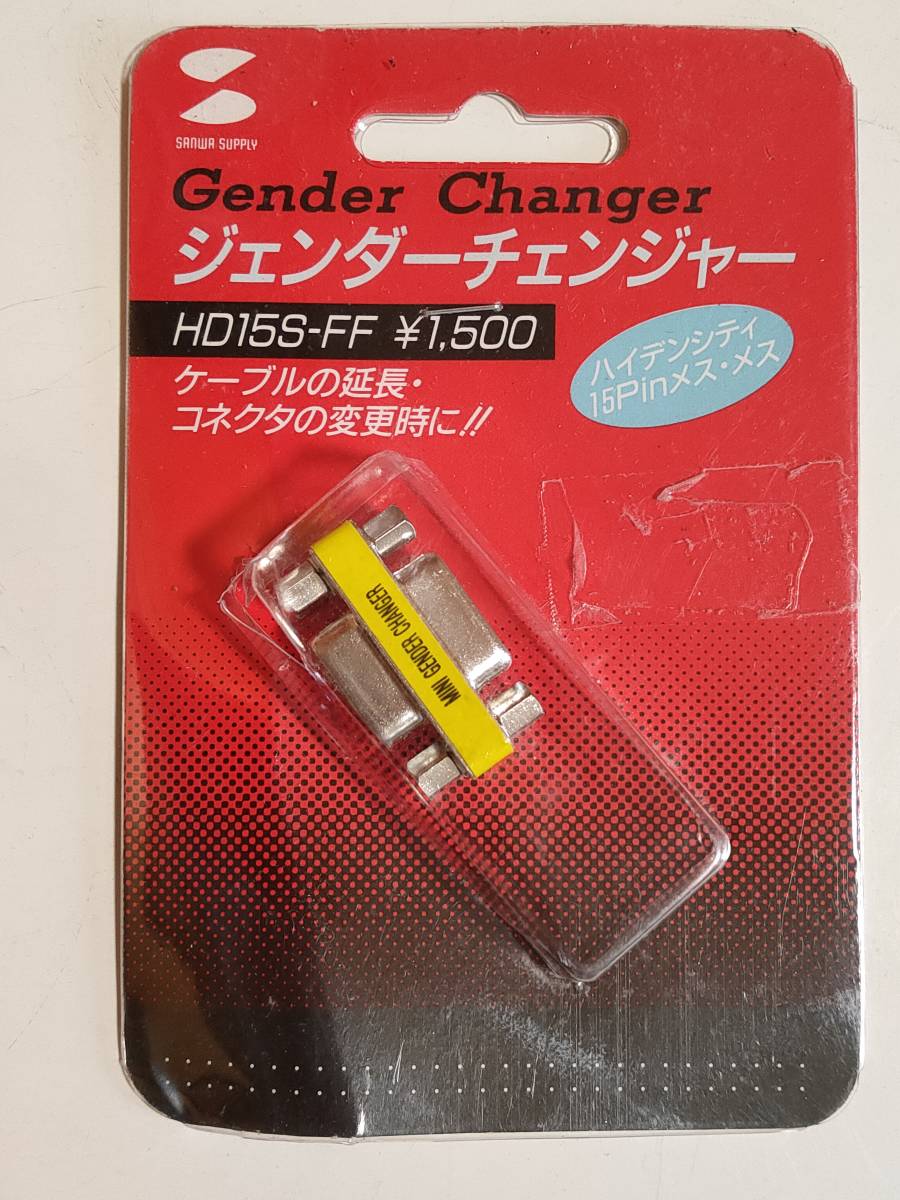 SANWA SUPPLY
Gender Changer
ジェンダーチェンジャー
HD15S-FF ¥1,500
ハイデンシティ
15Pinメス・メス
ケーブルの延長・
コネクタの変更時に!!
MINI GENDER CHANGER